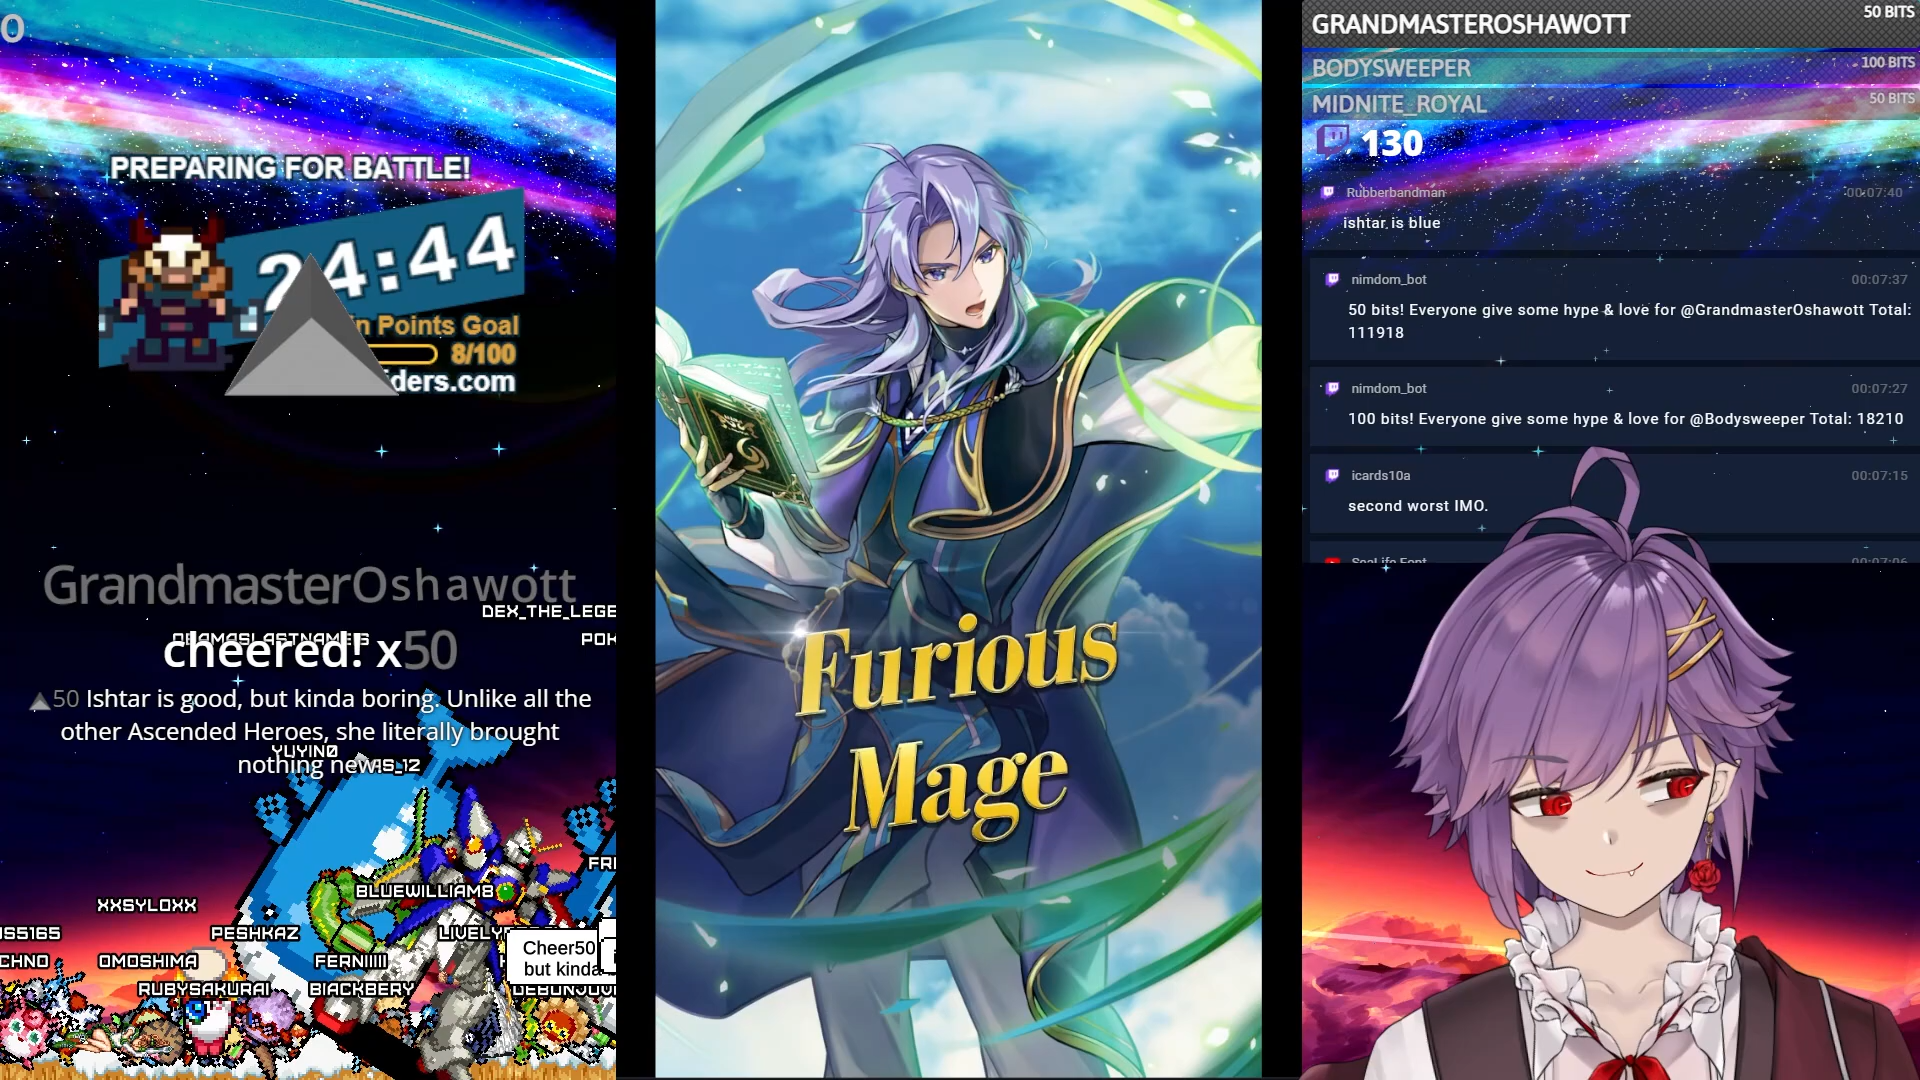 0
PREPARING FOR BATTLE!
24:44
n Points Goal
8/100
ders.com
GrandmasterOshawott
cheered! x50
50 Ishtar is good, but kinda boring. Unlike all the
other Ascended Heroes, she literally brought
nothing new.
DEX_THE_LEGE
OBAMASLASTNAMEIS
POK
YUYIN0
S_12
BLUEWILLIAM8
FRI
XXSYLOXX
5165
PESHKAZ
LIVELY
CHNO
OMOSHIMA
FERNIIIII
Cheer50
but kinda
RUBYSAKURAI
BIACKBERY
Furious
Mage
GRANDMASTEROSHAWOTT
50 BITS
BODYSWEEPER
100 BITS
MIDNITE_ROYAL
50 BITS
130
Rubberbandman
00:07:40
ishtar is blue
nimdom_bot
00:07:37
50 bits! Everyone give some hype & love for @GrandmasterOshawott Total:
111918
nimdom_bot
00:07:27
100 bits! Everyone give some hype & love for @Bodysweeper Total: 18210
icards10a
00:07:15
second worst IMO.